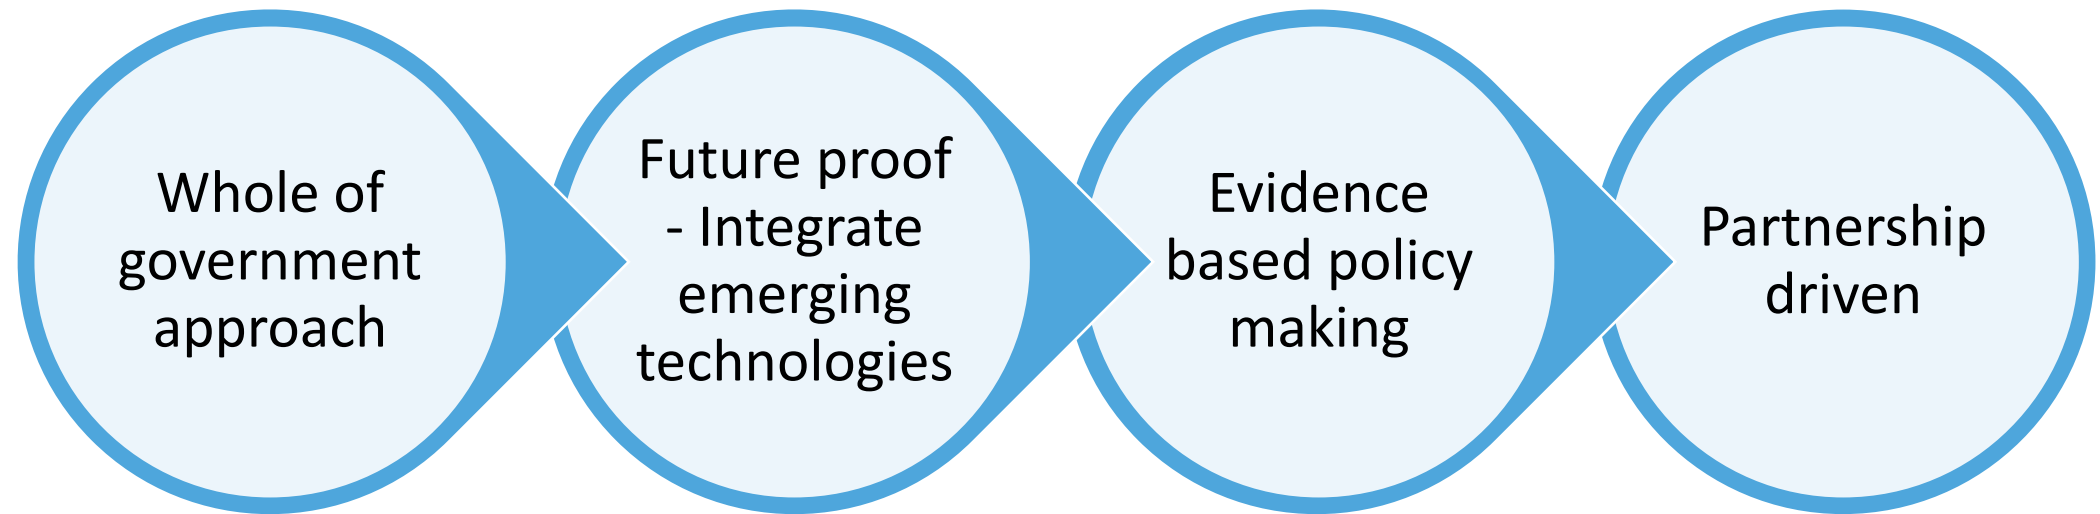 Whole of
government
approach
Future proof
- Integrate
emerging
technologies
Evidence
based policy
making
Partnership
driven